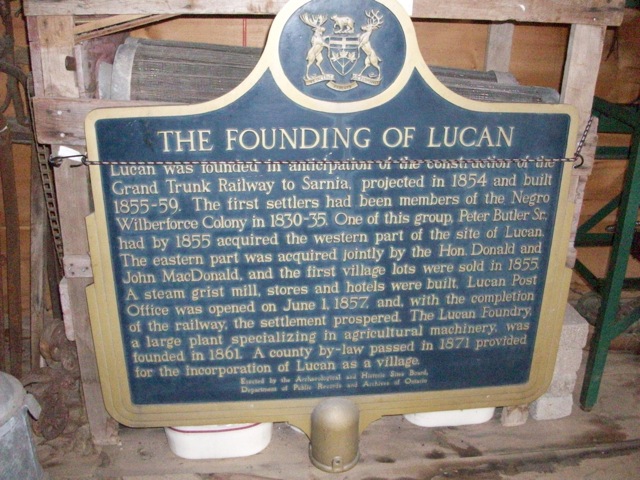 THE FOUNDING OF LUCAN
Lucan was founded in anticipation of the construction of the
Grand Trunk Railway to Sarnia, projected in 1854 and built
1855-59. The first settlers had been members of the Negro
Wilberforce Colony in 1830-35. One of this group, Peter Butler Sr.,
had by 1855 acquired the western part of the site of Lucan.
The eastern part was acquired jointly by the Hon. Donald and
John MacDonald, and the first village lots were sold in 1855.
A steam grist mill, stores and hotels were built, Lucan Post
Office was opened on June 1, 1857, and, with the completion
of the railway, the settlement prospered. The Lucan Foundry,
a large plant specializing in agricultural machinery, was
founded in 1861. A county by-law passed in 1871 provided
for the incorporation of Lucan as a village.
Erected by the Archaeological and Historic Sites Board,
Department of Public Records and Archives of Ontario